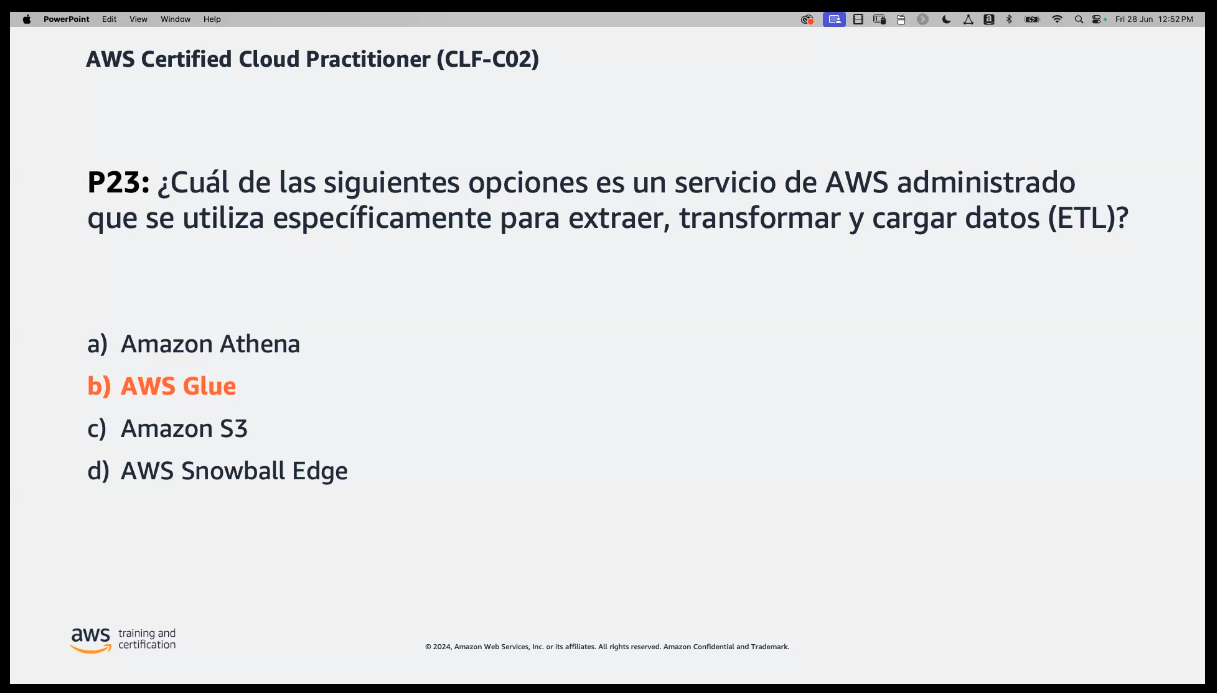 PowerPoint Edit View Window Help Fri 28 Jun 12:52 PM
AWS Certified Cloud Practitioner (CLF-C02)
P23: ¿Cuál de las siguientes opciones es un servicio de AWS administrado
que se utiliza específicamente para extraer, transformar y cargar datos (ETL)?
a) Amazon Athena
b) AWS Glue
c) Amazon S3
d) AWS Snowball Edge
aws training and
certification
© 2024, Amazon Web Services, Inc. or its affiliates. All rights reserved. Amazon Confidential and Trademark.